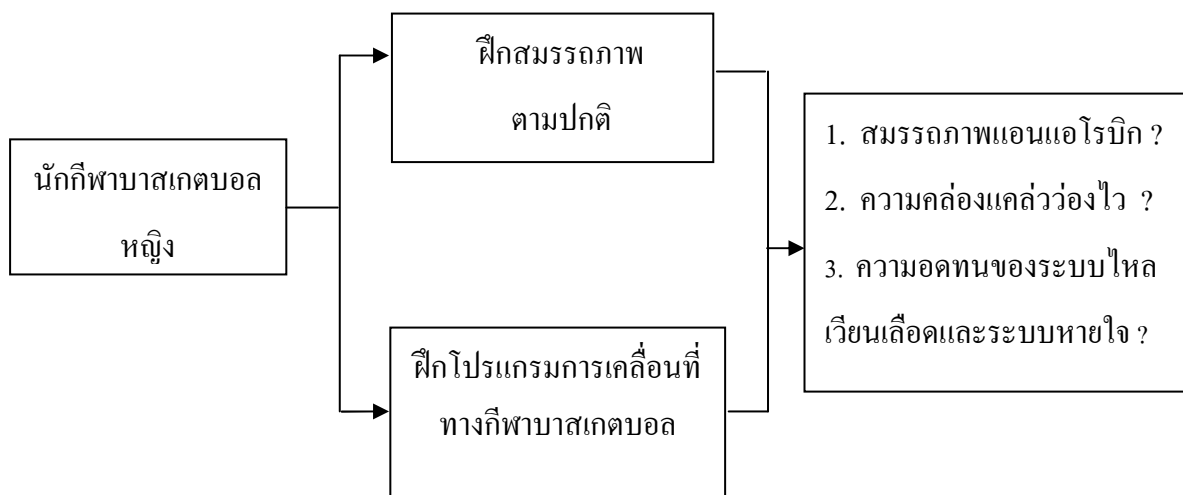 นักกีฬาบาสเกตบอล
หญิง
ฝึกสมรรถภาพ
ตามปกติ
ฝึกโปรแกรมการเคลื่อนที่
ทางกีฬาบาสเกตบอล
1. สมรรถภาพแอนแอโรบิก ?
2. ความคล่องแคล่วว่องไว ?
3. ความอดทนของระบบไหล
เวียนเลือดและระบบหายใจ ?